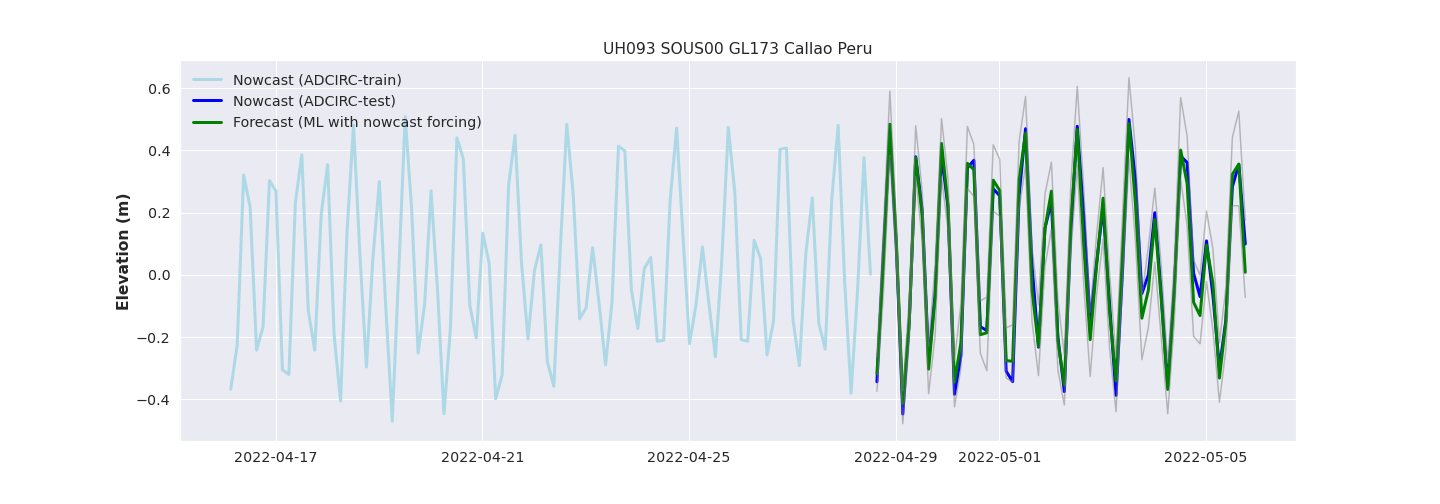 UH093 SOUS00 GL173 Callao Peru
Nowcast (ADCIRC-train)
Nowcast (ADCIRC-test)
Forecast (ML with nowcast forcing)
Elevation (m)
0.6
0.4
0.2
0.0
−0.2
−0.4
2022-04-17 2022-04-21 2022-04-25 2022-04-29 2022-05-01 2022-05-05